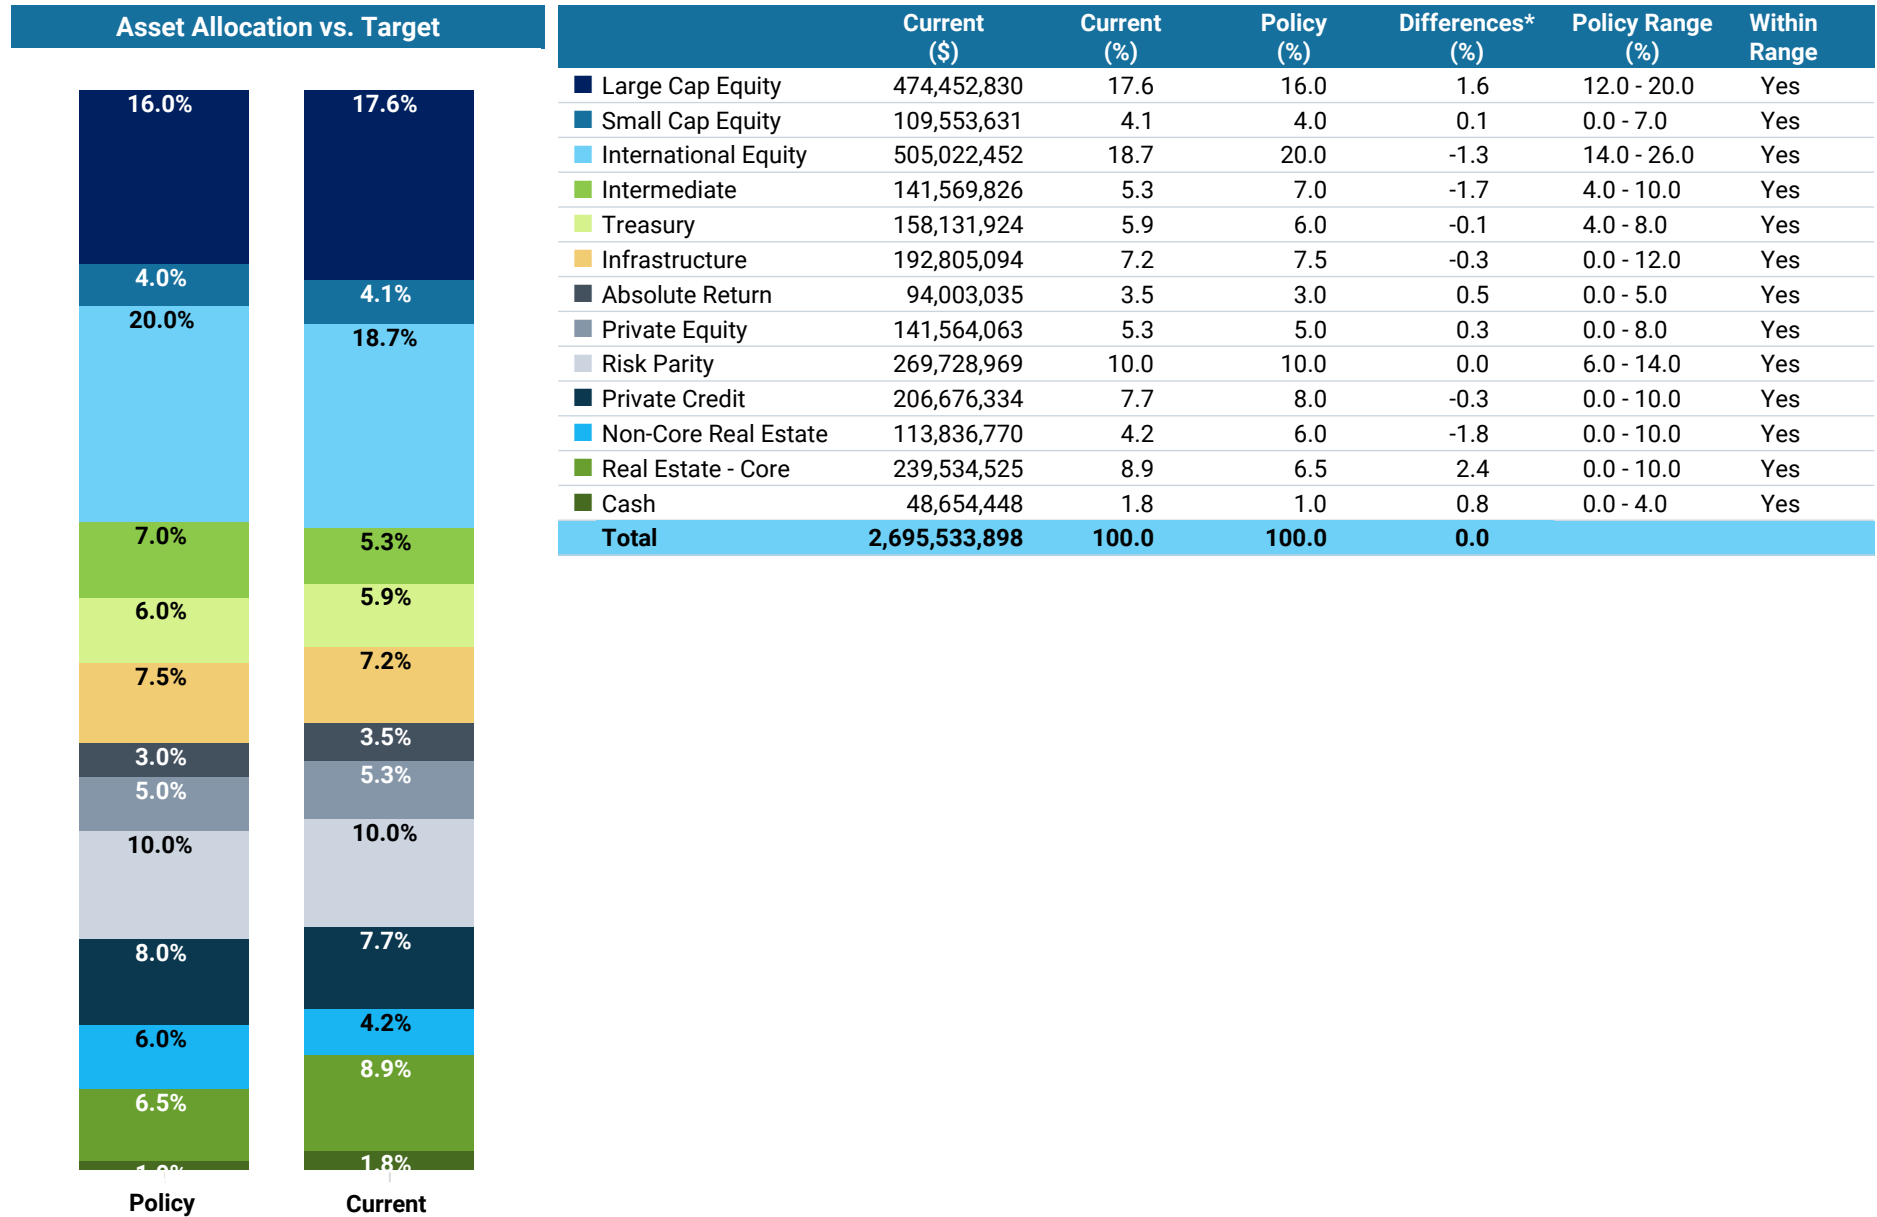 Asset Allocation vs. Target
16.0%
4.0%
20.0%
7.0%
6.0%
7.5%
3.0%
5.0%
10.0%
8.0%
6.0%
6.5%
Policy
17.6%
4.1%
18.7%
5.3%
5.9%
7.2%
3.5%
5.3%
10.0%
7.7%
4.2%
8.9%
1.8%
Current
Current ($) Current (%) Policy (%) Differences* (%) Policy Range (%) Within Range
Large Cap Equity 474,452,830 17.6 16.0 1.6 12.0 - 20.0 Yes
Small Cap Equity 109,553,631 4.1 4.0 0.1 0.0 - 7.0 Yes
International Equity 505,022,452 18.7 20.0 -1.3 14.0 - 26.0 Yes
Intermediate 141,569,826 5.3 7.0 -1.7 4.0 - 10.0 Yes
Treasury 158,131,924 5.9 6.0 -0.1 4.0 - 8.0 Yes
Infrastructure 192,805,094 7.2 7.5 -0.3 0.0 - 12.0 Yes
Absolute Return 94,003,035 3.5 3.0 0.5 0.0 - 5.0 Yes
Private Equity 141,564,063 5.3 5.0 0.3 0.0 - 8.0 Yes
Risk Parity 269,728,969 10.0 10.0 0.0 6.0 - 14.0 Yes
Private Credit 206,676,334 7.7 8.0 -0.3 0.0 - 10.0 Yes
Non-Core Real Estate 113,836,770 4.2 6.0 -1.8 0.0 - 10.0 Yes
Real Estate - Core 239,534,525 8.9 6.5 2.4 0.0 - 10.0 Yes
Cash 48,654,448 1.8 1.0 0.8 0.0 - 4.0 Yes
Total 2,695,533,898 100.0 100.0 0.0